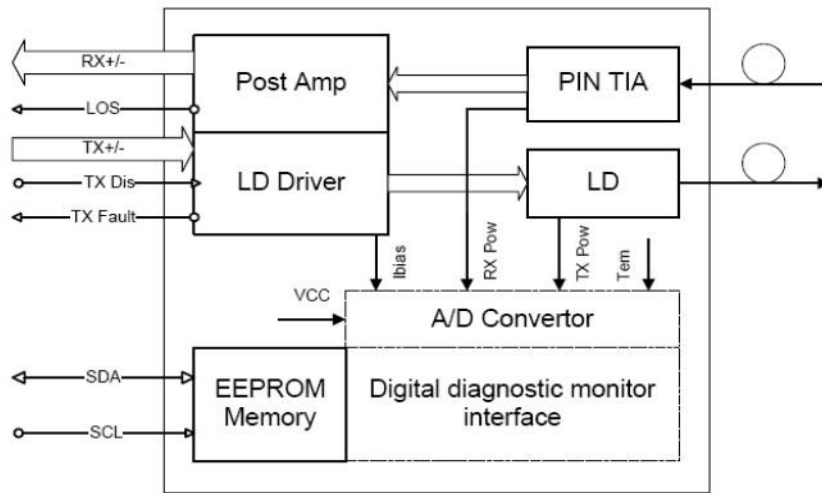 RX+/-
Post Amp
PIN TIA
LOS
TX+/-
TX Dis
LD Driver
LD
TX Fault
Ibias
RX Pow
TX Pow
Tem
VCC
A/D Convertor
SDA
EEPROM
Memory
Digital diagnostic monitor
interface
SCL